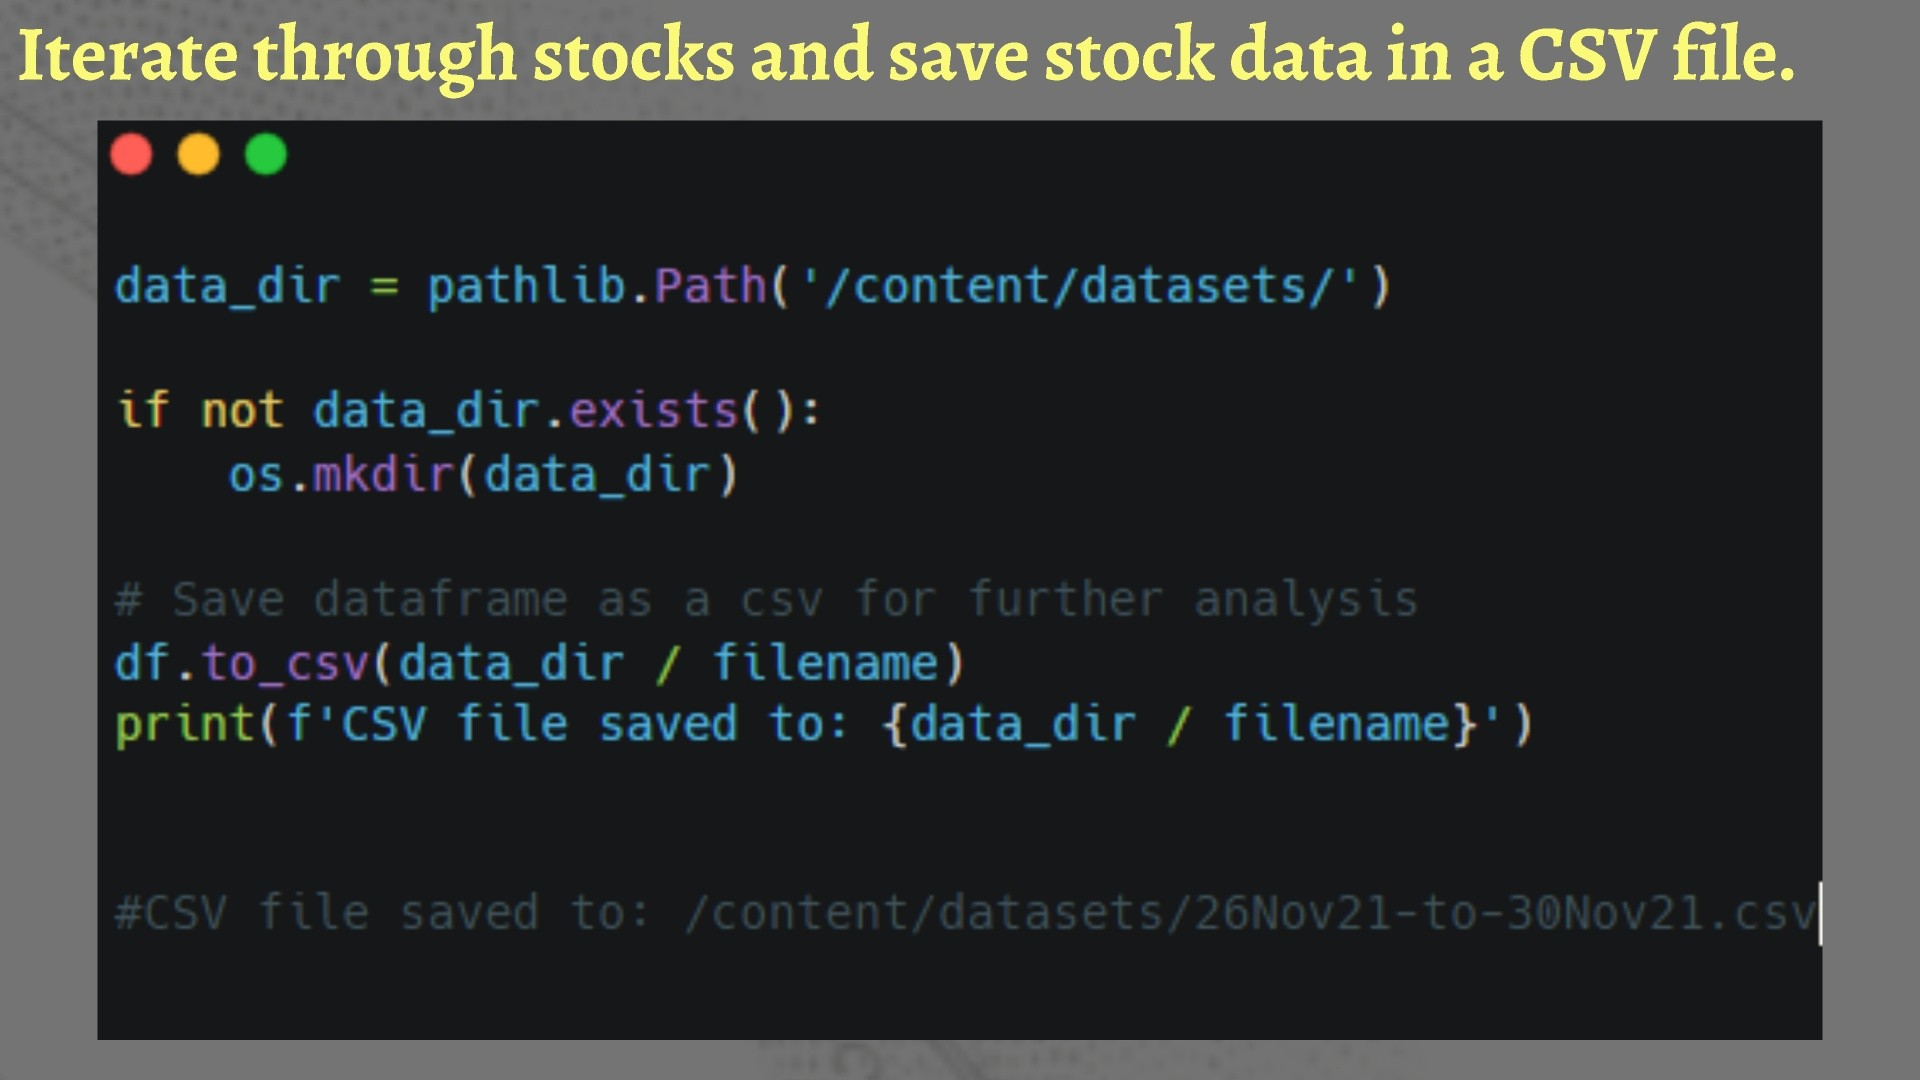 Iterate through stocks and save stock data in a CSV file.
data_dir = pathlib.Path('/content/datasets/')
if not data_dir.exists():
    os.mkdir(data_dir)
# Save dataframe as a csv for further analysis
df.to_csv(data_dir / filename)
print(f'CSV file saved to: {data_dir / filename}')
#CSV file saved to: /content/datasets/26Nov21-to-30Nov21.csv